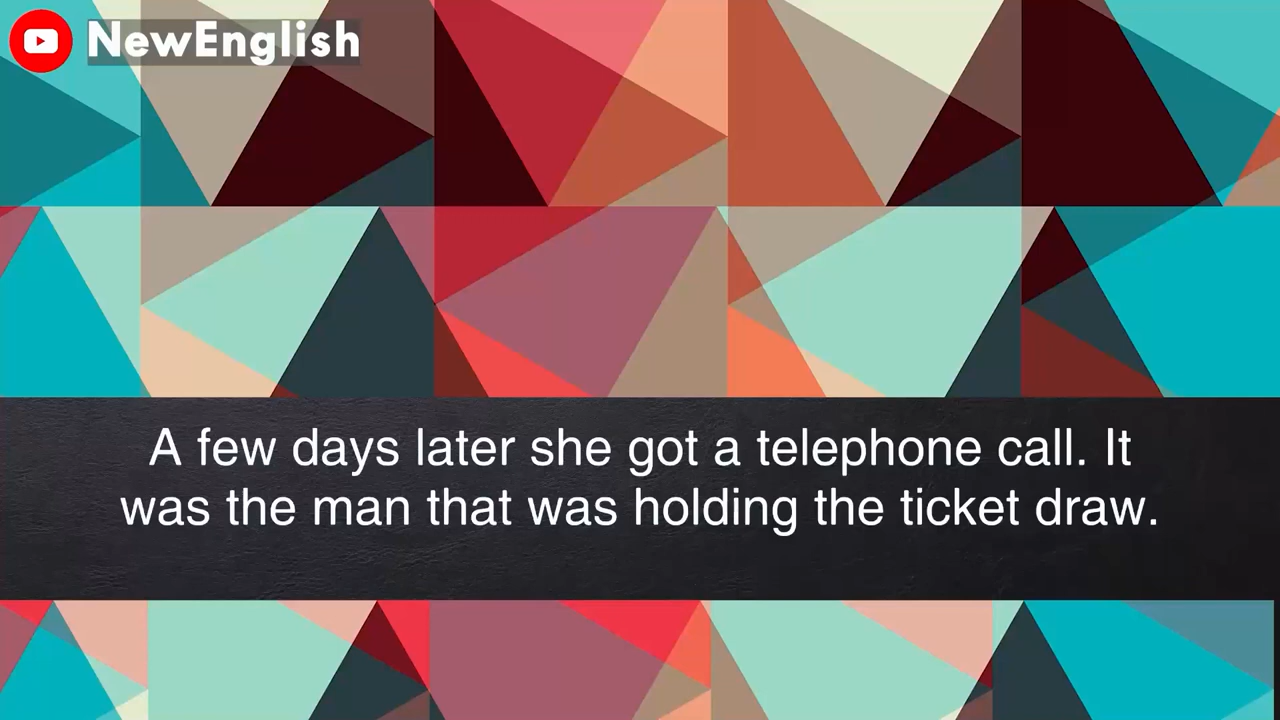 NewEnglish
A few days later she got a telephone call. It
was the man that was holding the ticket draw.